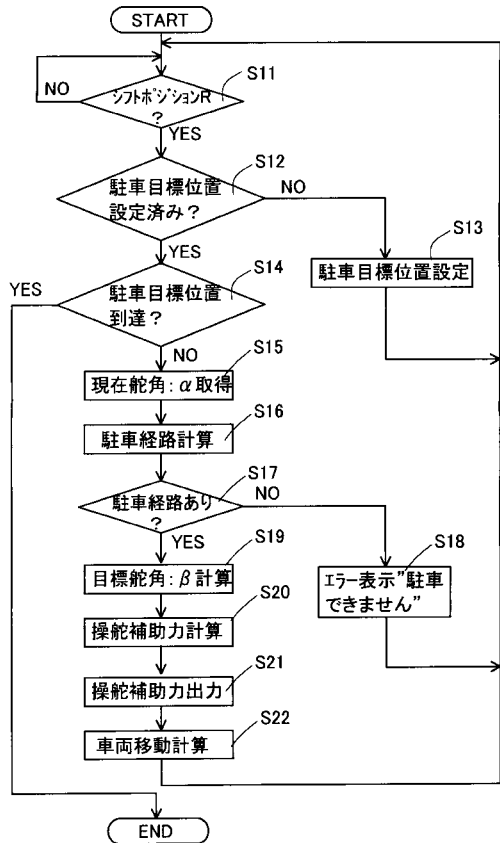 START
S11
シフトポジションR
?
NO
YES
S12
駐車目標位置
設定済み?
NO
YES
S13
駐車目標位置設定
S14
駐車目標位置
到達?
YES
NO
S15
現在舵角:α取得
S16
駐車経路計算
S17
駐車経路あり
?
NO
YES
S18
エラー表示"駐車
できません"
S19
目標舵角:β計算
S20
操舵補助力計算
S21
操舵補助力出力
S22
車両移動計算
END